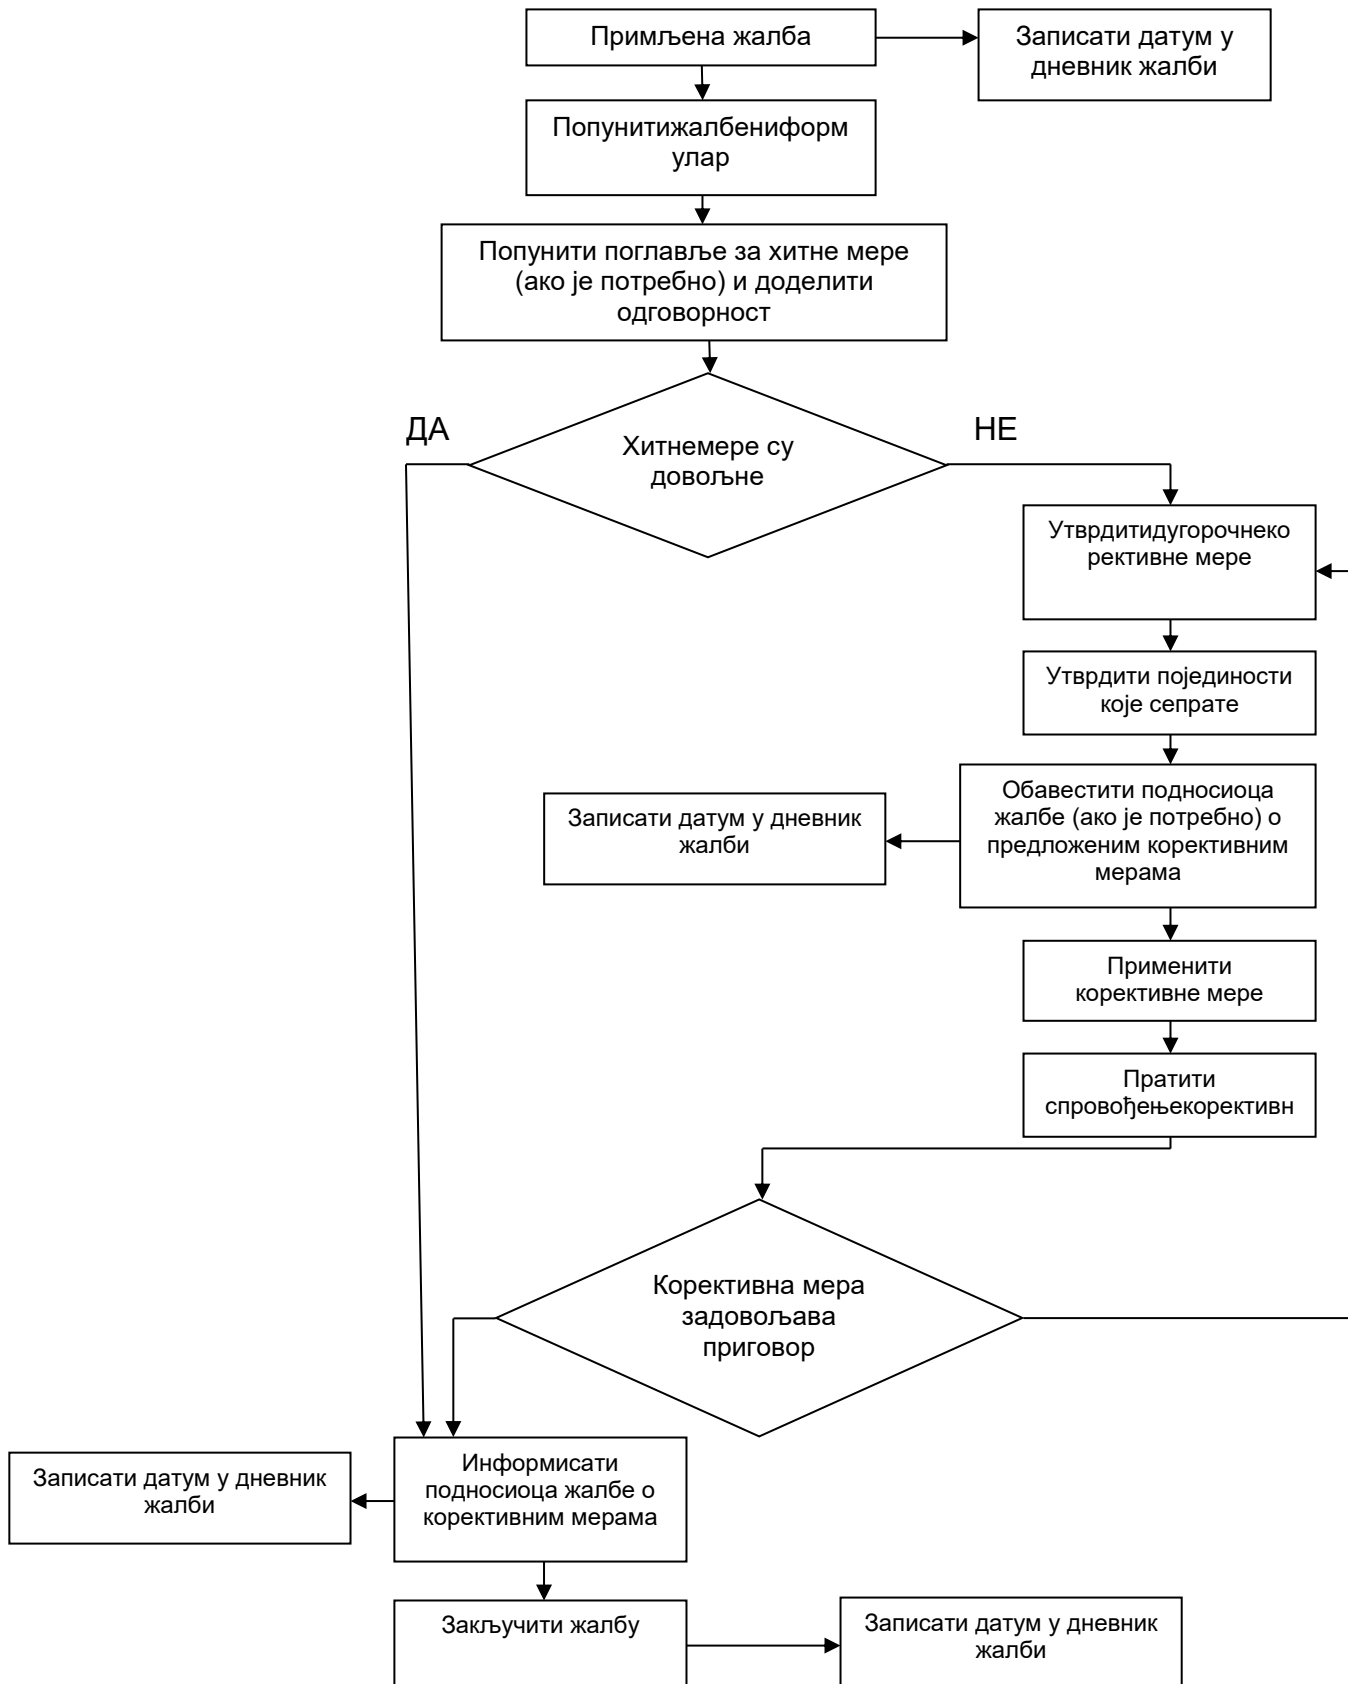 Примљена жалба
Записати датум у
дневник жалби
Попунитижалбениформ
улар
Попунити поглавље за хитне мере
(ако је потребно) и доделити
одговорност
ДА
НЕ
Хитнемере су
довољне
Утврдитидугорочнеко
рективне мере
Утврдити појединости
које сепрате
Обавестити подносиоца
жалбе (ако је потребно) о
предложеним корективним
мерама
Записати датум у дневник
жалби
Применити
корективне мере
Пратити
спровођењекорективн
Корективна мера
задовољава
приговор
Информисати
подносиоца жалбе о
корективним мерама
Записати датум у дневник
жалби
Закључити жалбу
Записати датум у дневник
жалби